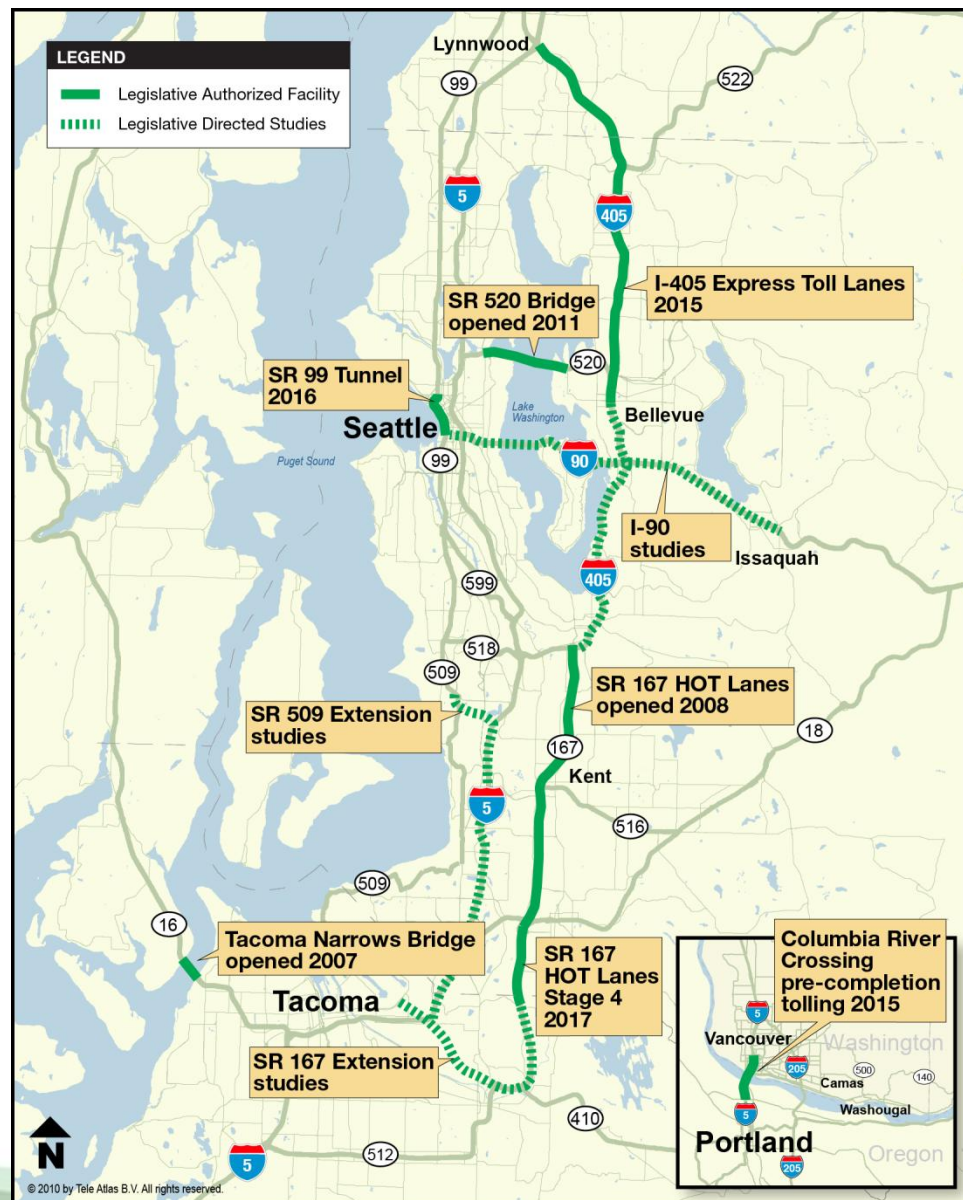 LEGEND
Legislative Authorized Facility
Legislative Directed Studies
Lynnwood
99
522
5
405
I-405 Express Toll Lanes
2015
SR 520 Bridge
opened 2011
520
SR 99 Tunnel
2016
Seattle
Lake
Washington
Bellevue
99
Puget Sound
90
I-90
studies
Issaquah
405
599
518
509
SR 167 HOT Lanes
opened 2008
SR 509 Extension
studies
18
167
Kent
5
516
509
16
Tacoma Narrows Bridge
opened 2007
SR 167
HOT Lanes
Stage 4
2017
Tacoma
SR 167 Extension
studies
410
512
5
N
© 2010 by Tele Atlas B.V. All rights reserved.
Columbia River
Crossing
pre-completion
tolling 2015
5
Vancouver
Washington
205
500
140
Camas
Washougal
5
Portland
Oregon
205